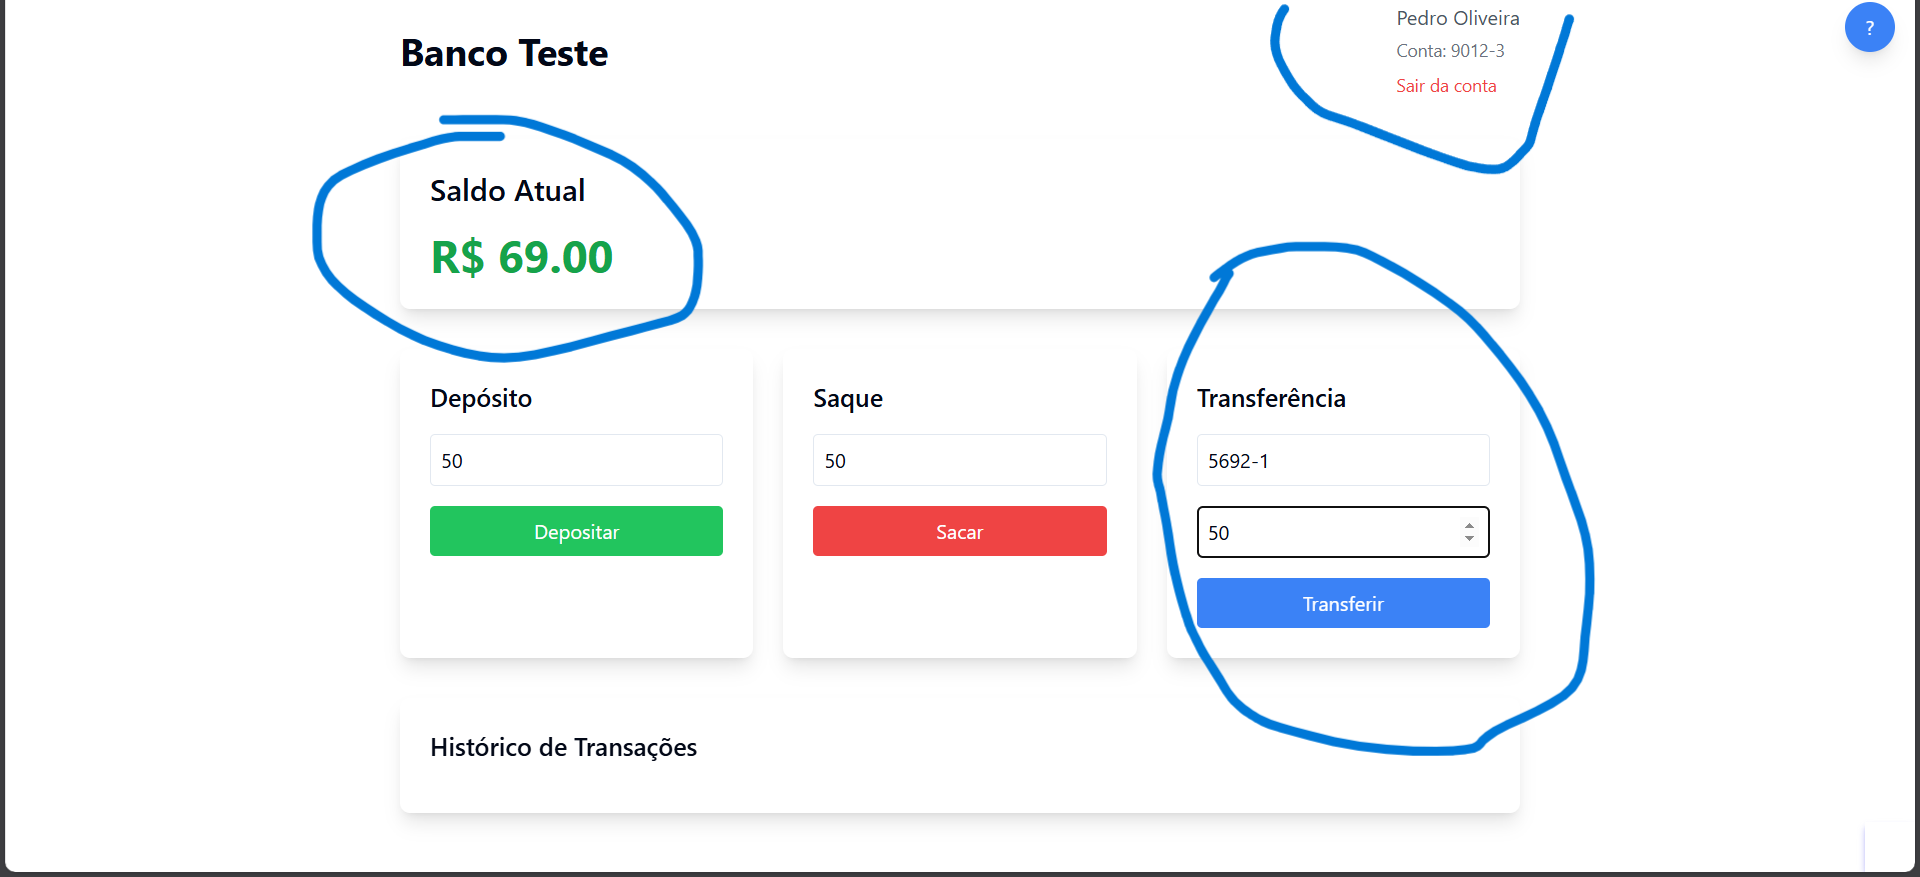 Banco Teste
Pedro Oliveira
Conta: 9012-3
Sair da conta
?
Saldo Atual
R$ 69.00
Depósito
50
Depositar
Saque
50
Sacar
Transferência
5692-1
50
Transferir
Histórico de Transações